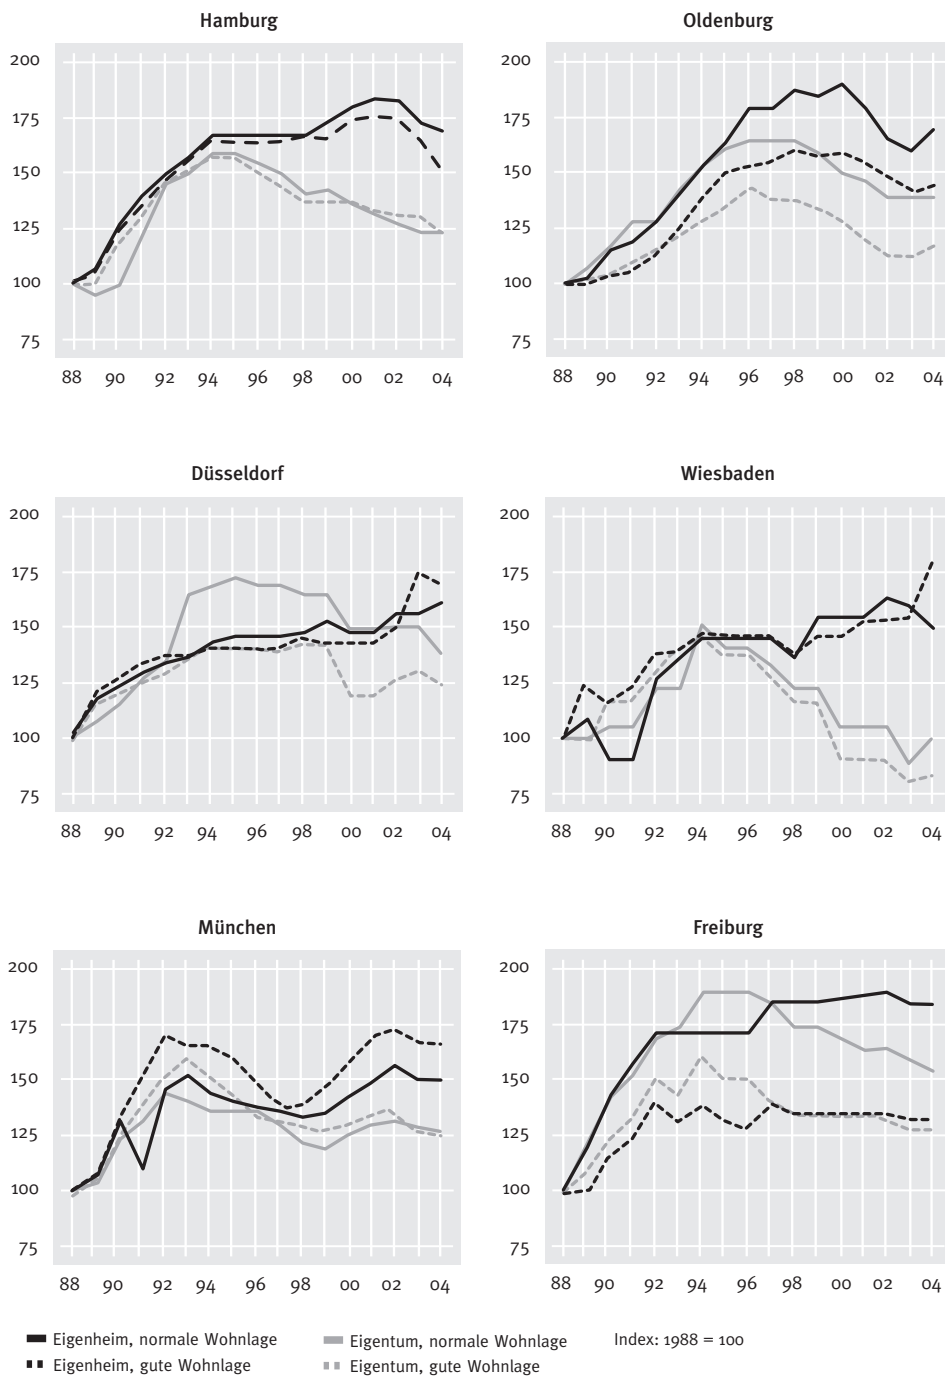 Hamburg
200
175
150
125
100
75
88 90 92 94 96 98 00 02 04
Oldenburg
200
175
150
125
100
75
88 90 92 94 96 98 00 02 04
Düsseldorf
200
175
150
125
100
75
88 90 92 94 96 98 00 02 04
Wiesbaden
200
175
150
125
100
75
88 90 92 94 96 98 00 02 04
München
200
175
150
125
100
75
88 90 92 94 96 98 00 02 04
Freiburg
200
175
150
125
100
75
88 90 92 94 96 98 00 02 04
Eigenheim, normale Wohnlage
Eigenheim, gute Wohnlage
Eigentum, normale Wohnlage
Eigentum, gute Wohnlage
Index: 1988 = 100